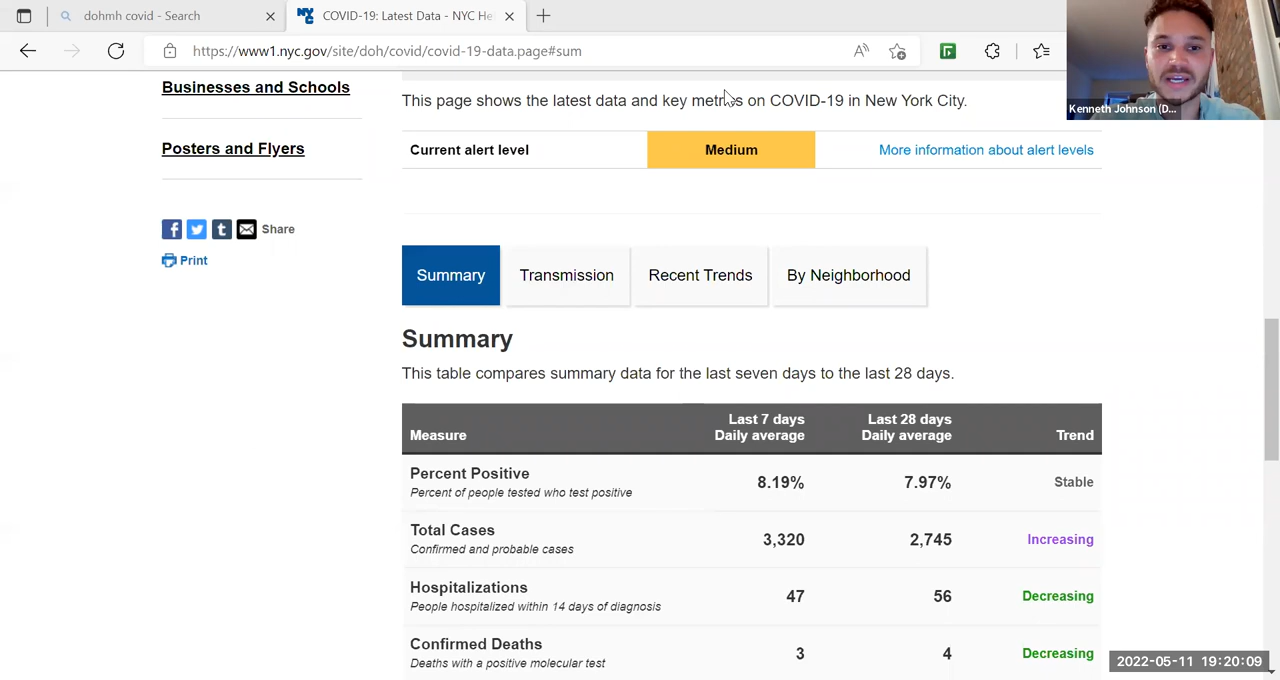 dohmh covid - Search
COVID-19: Latest Data - NYC He
https://www1.nyc.gov/site/doh/covid/covid-19-data.page#sum
Kenneth Johnson (D...
Businesses and Schools
Posters and Flyers
Share
Print
This page shows the latest data and key metrics on COVID-19 in New York City.
Current alert level Medium More information about alert levels
Summary Transmission Recent Trends By Neighborhood
Summary
This table compares summary data for the last seven days to the last 28 days.
Measure Last 7 days Daily average Last 28 days Daily average Trend
Percent Positive 8.19% 7.97% Stable
Percent of people tested who test positive
Total Cases 3,320 2,745 Increasing
Confirmed and probable cases
Hospitalizations 47 56 Decreasing
People hospitalized within 14 days of diagnosis
Confirmed Deaths 3 4 Decreasing
Deaths with a positive molecular test
2022-05-11 19:20:09